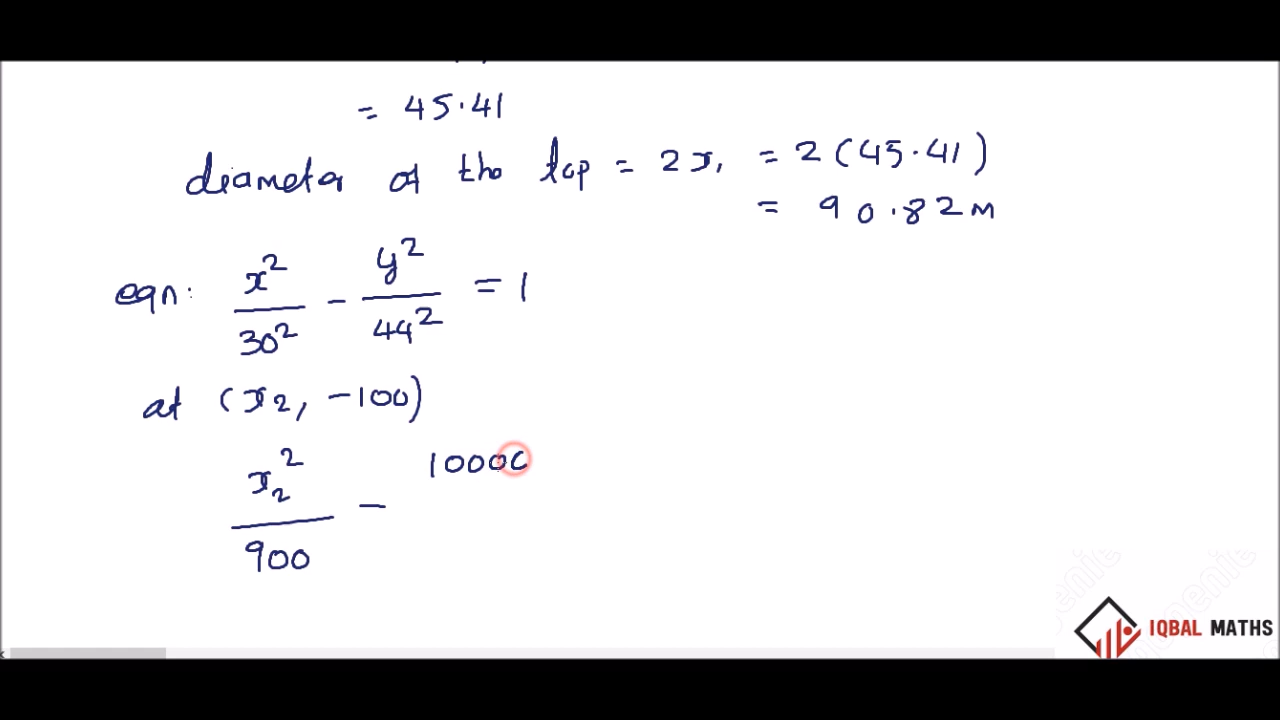 = 45.41
diameter of the top = 2x₁ = 2(45.41)
= 90.82m
eqn: x²/30² - y²/44² = 1
at (x₂, -100)
x₂²/900 - 10000
IQBAL MATHS